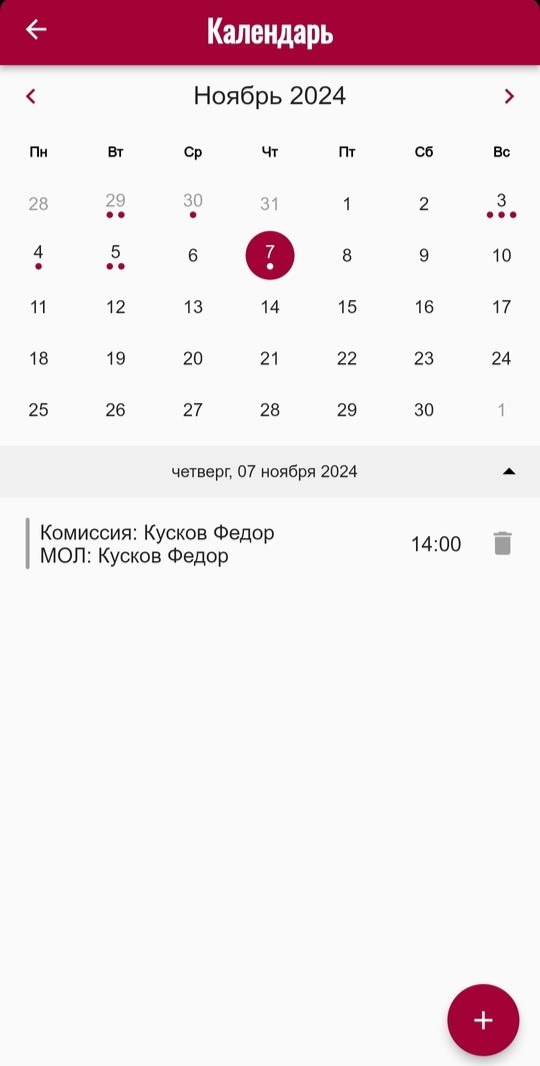 Календарь
Ноябрь 2024
Пн Вт Ср Чт Пт Сб Вс
28 29 30 31 1 2 3
4 5 6 7 8 9 10
11 12 13 14 15 16 17
18 19 20 21 22 23 24
25 26 27 28 29 30 1
четверг, 07 ноября 2024
Комиссия: Кусков Федор
МОЛ: Кусков Федор
14:00